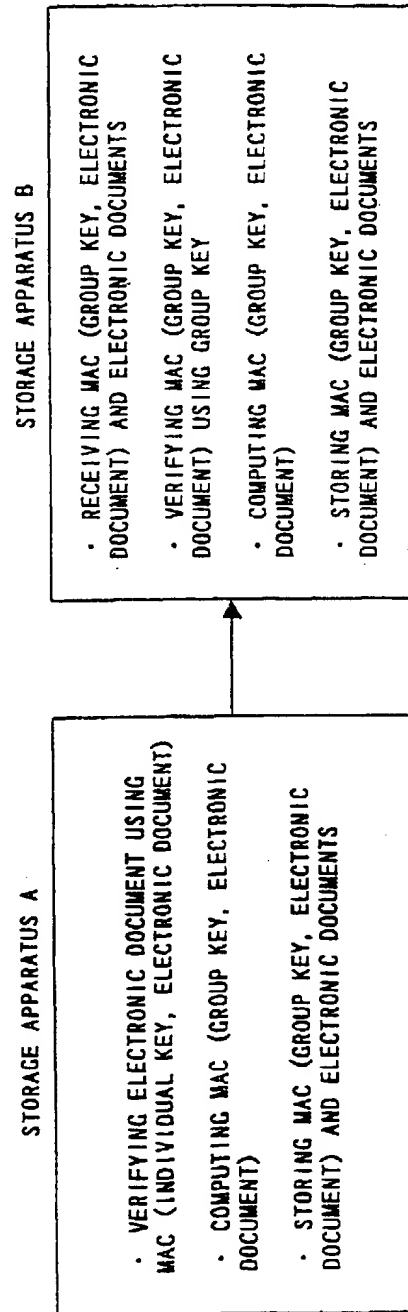 STORAGE APPARATUS A
· VERIFYING ELECTRONIC DOCUMENT USING
MAC (INDIVIDUAL KEY, ELECTRONIC DOCUMENT)
· COMPUTING MAC (GROUP KEY, ELECTRONIC
DOCUMENT)
· STORING MAC (GROUP KEY, ELECTRONIC
DOCUMENT) AND ELECTRONIC DOCUMENTS
STORAGE APPARATUS B
· RECEIVING MAC (GROUP KEY, ELECTRONIC
DOCUMENT) AND ELECTRONIC DOCUMENTS
· VERIFYING MAC (GROUP KEY, ELECTRONIC
DOCUMENT) USING GROUP KEY
· COMPUTING MAC (GROUP KEY, ELECTRONIC
DOCUMENT)
· STORING MAC (GROUP KEY, ELECTRONIC
DOCUMENT) AND ELECTRONIC DOCUMENTS